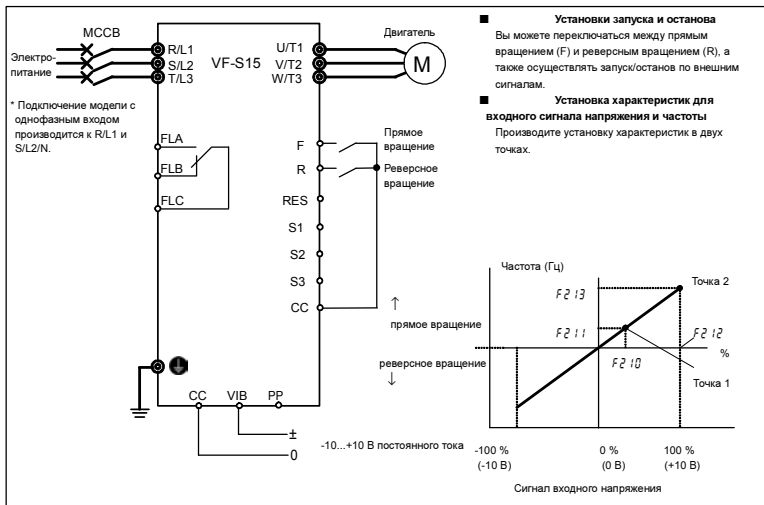 MCCB
Электро-
питание
R/L1
S/L2
T/L3
VF-S15
U/T1
V/T2
W/T3
Двигатель
M
* Подключение модели с
однофазным входом
производится к R/L1 и
S/L2/N.
FLA
FLB
FLC
F
R
RES
S1
S2
S3
CC
Прямое
вращение
Реверсное
вращение
CC
VIB
PP
±
0
-10...+10 В постоянного тока
■ Установки запуска и останова
Вы можете переключаться между прямым
вращением (F) и реверсным вращением (R), а
также осуществлять запуск/останов по внешним
сигналам.
■ Установка характеристик для
входного сигнала напряжения и частоты
Производите установку характеристик в двух
точках.
Частота (Гц)
Точка 2
F213
F211
F212
F210
%
Точка 1
↑
прямое вращение
реверсное вращение
↓
-100 %
(-10 В)
0 %
(0 В)
100 %
(+10 В)
Сигнал входного напряжения